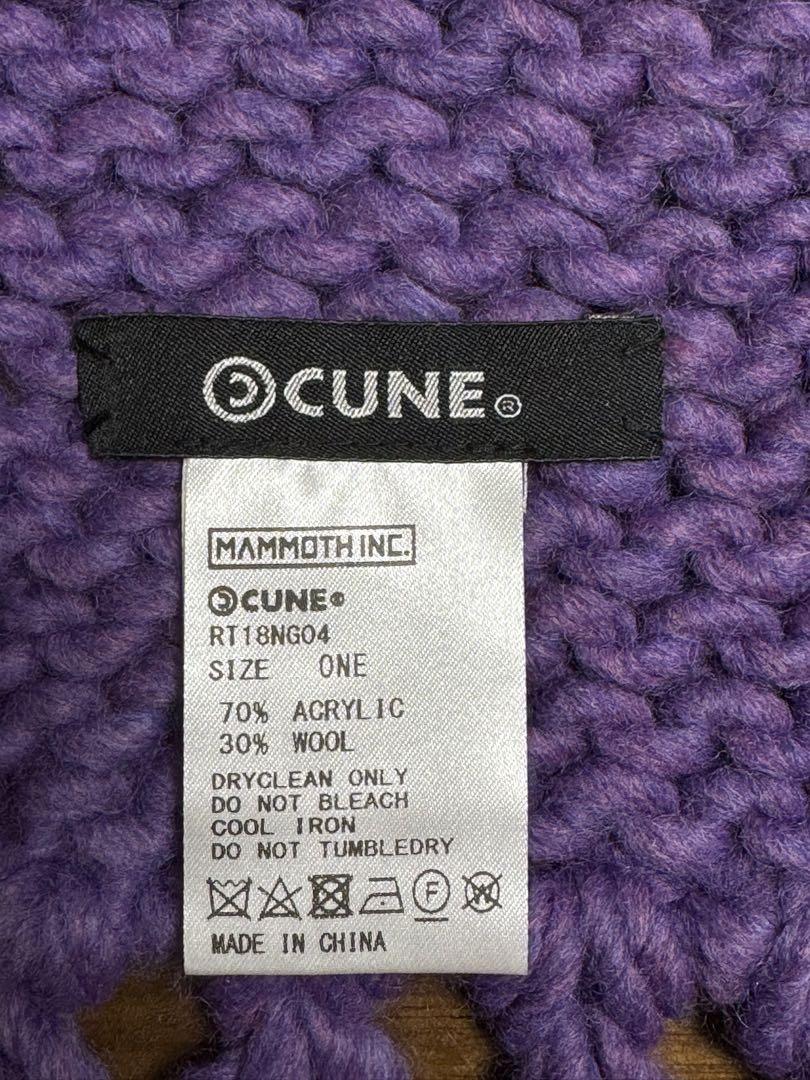 CUNE®
MAMMOTH INC.
CUNE®
RT18NG04
SIZE ONE
70% ACRYLIC
30% WOOL
DRYCLEAN ONLY
DO NOT BLEACH
COOL IRON
DO NOT TUMBLEDRY
F W
MADE IN CHINA